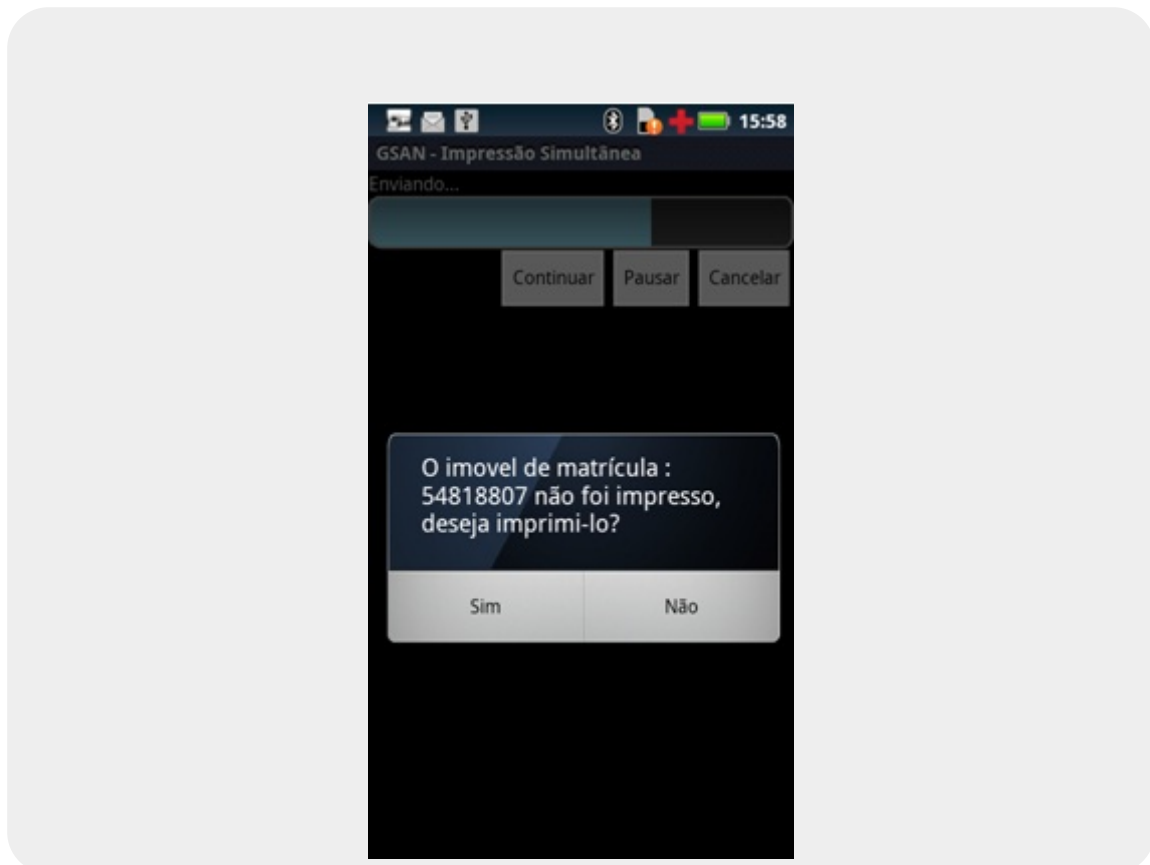 15:58
GSAN - Impressão Simultânea
Enviando...
Continuar Pausar Cancelar
O imovel de matrícula :
54818807 não foi impresso,
deseja imprimi-lo?
Sim Não